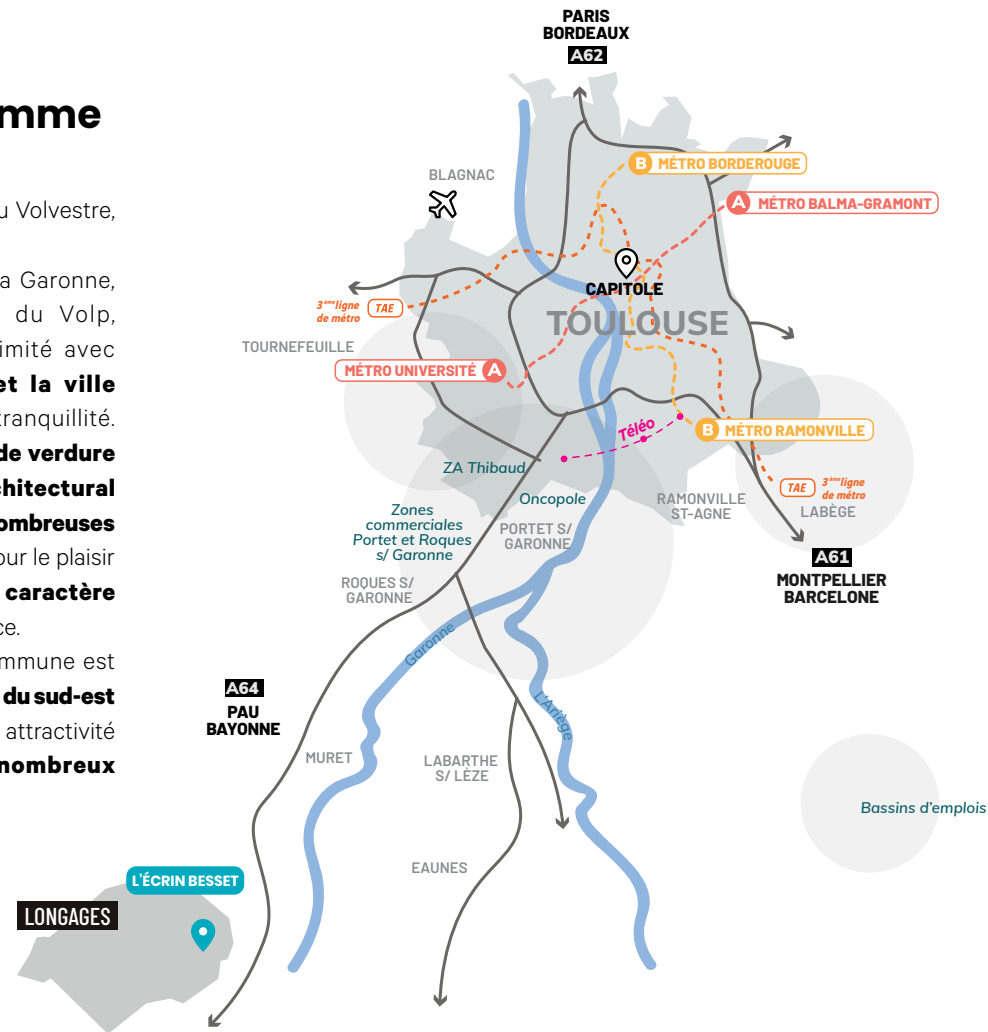 mme
u Volvestre,
a Garonne,
du Volp,
imité avec
et la ville
tranquillité.
de verdure
chitectural
ombreuses
our le plaisir
caractère
ce.
mmune est
du sud-est
attractivité
nombreux
PARIS
BORDEAUX
A62
B MÉTRO BORDEROUGE
BLAGNAC
A MÉTRO BALMA-GRAMONT
CAPITOLE
TOULOUSE
3ème ligne
de métro
TAE
TOURNEFEUILLE
MÉTRO UNIVERSITÉ A
Téléo
B MÉTRO RAMONVILLE
ZA Thibaud
TAE
3ème ligne
de métro
Oncopole
RAMONVILLE
ST-AGNE
LABÈGE
Zones
commerciales
Portet et Roques
s/ Garonne
PORTET S/
GARONNE
A61
MONTPELLIER
BARCELONE
ROQUES S/
GARONNE
Garonne
L'Ariège
A64
PAU
BAYONNE
MURET
LABARTHE
S/ LÈZE
Bassins d'emplois
EAUNES
L'ÉCRIN BESSET
LONGAGES